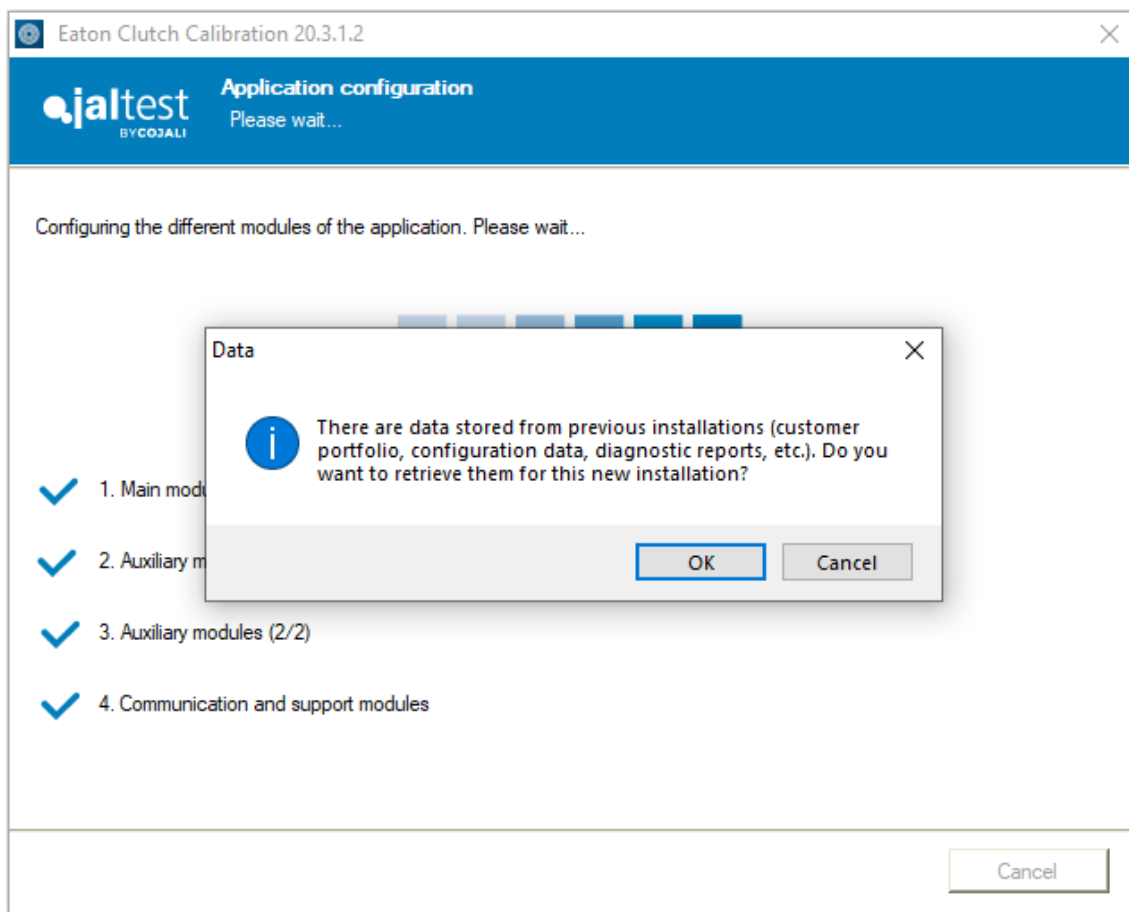 Eaton Clutch Calibration 20.3.1.2
jaltest
BY COJALI
Application configuration
Please wait...
Configuring the different modules of the application. Please wait...
Data
There are data stored from previous installations (customer
portfolio, configuration data, diagnostic reports, etc.). Do you
want to retrieve them for this new installation?
OK
Cancel
1. Main
2. Auxiliary
3. Auxiliary modules (2/2)
4. Communication and support modules
Cancel